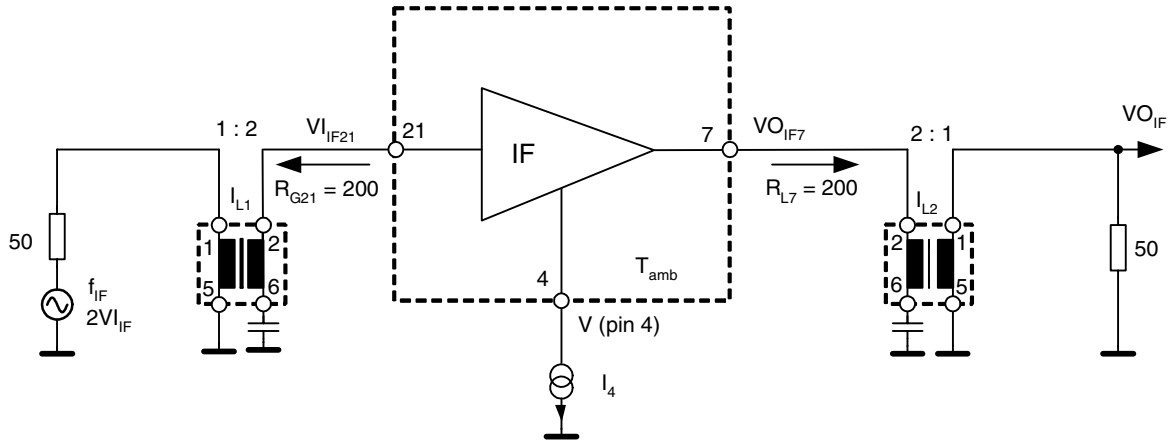 1 : 2
VI_IF21
21
IF
7
VO_IF7
2 : 1
VO_IF
R_G21 = 200
R_L7 = 200
I_L1
I_L2
50
1
2
2
1
50
5
6
6
5
f_IF
2VI_IF
4
T_amb
V (pin 4)
I_4